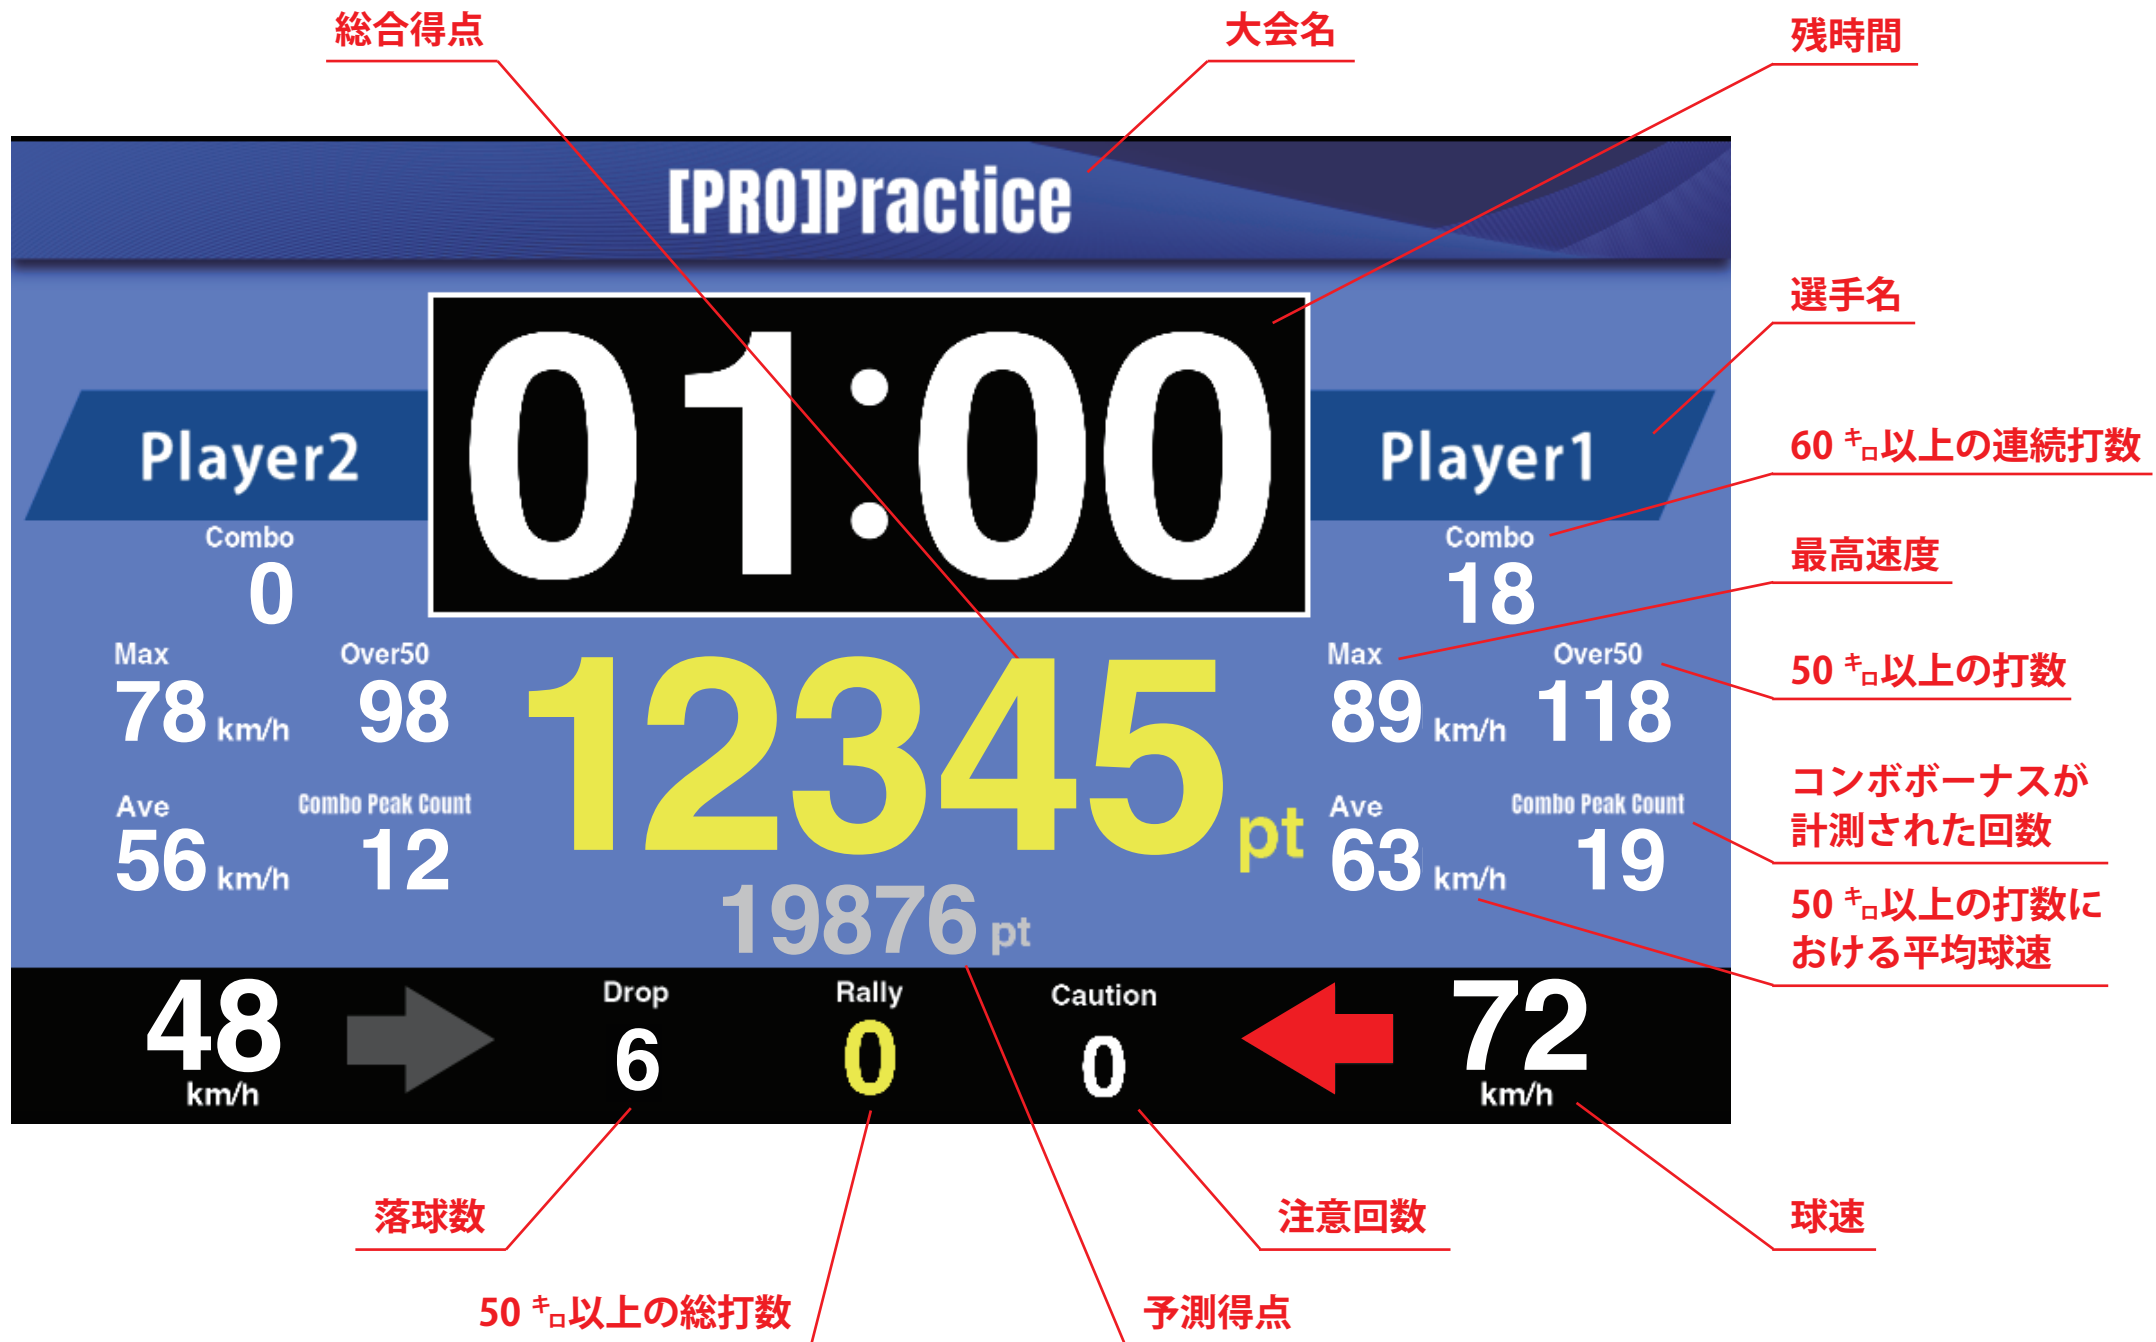 総合得点
大会名
残時間
[PRO]Practice
選手名
01:00
Player2
Player1
60 ㌔以上の連続打数
Combo
0
Combo
18
最高速度
Max
78 km/h
Over50
98
12345 pt
Max
89 km/h
Over50
118
50 ㌔以上の打数
コンボボーナスが
計測された回数
Ave
56 km/h
Combo Peak Count
12
Ave
63 km/h
Combo Peak Count
19
19876 pt
50 ㌔以上の打数に
おける平均球速
48
km/h
Drop
6
Rally
0
Caution
0
72
km/h
落球数
注意回数
球速
50 ㌔以上の総打数
予測得点